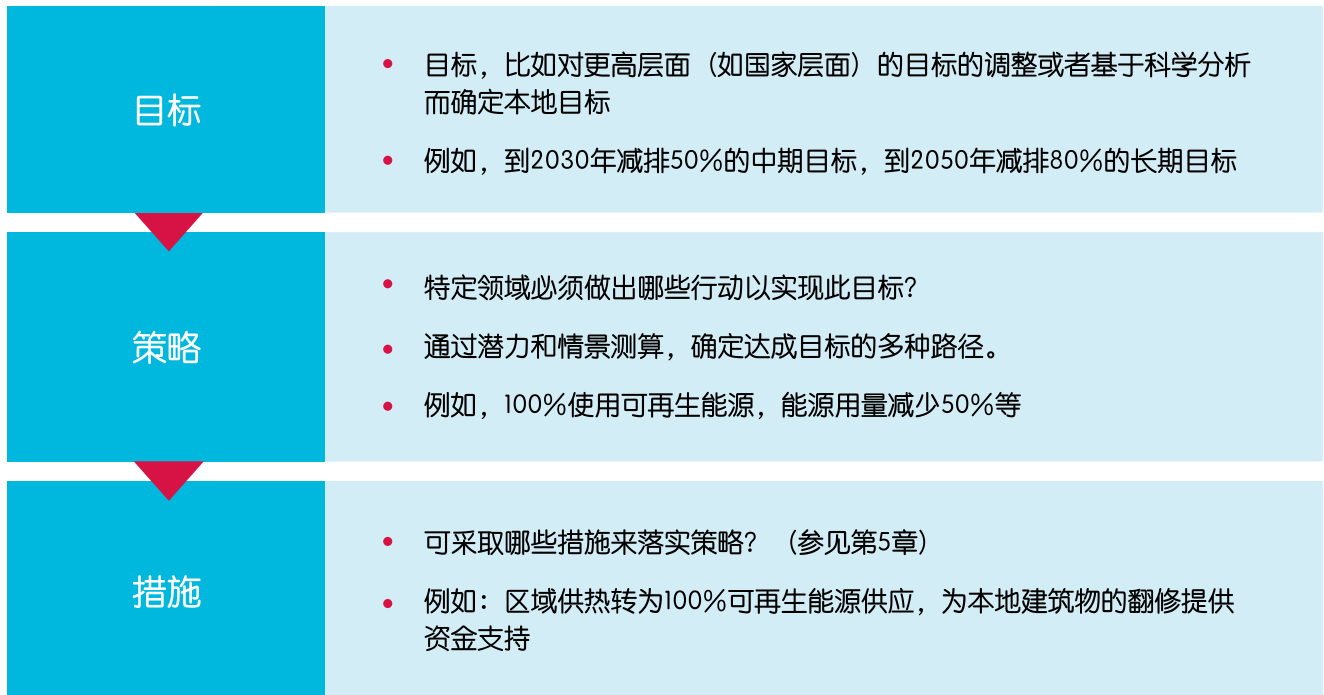 目标
• 目标，比如对更高层面（如国家层面）的目标的调整或者基于科学分析
而确定本地目标
• 例如，到2030年减排50%的中期目标，到2050年减排80%的长期目标
策略
• 特定领域必须做出哪些行动以实现此目标？
• 通过潜力和情景测算，确定达成目标的多种路径。
• 例如，100%使用可再生能源，能源用量减少50%等
措施
• 可采取哪些措施来落实策略？（参见第5章）
• 例如：区域供热转为100%可再生能源供应，为本地建筑物的翻修提供
资金支持